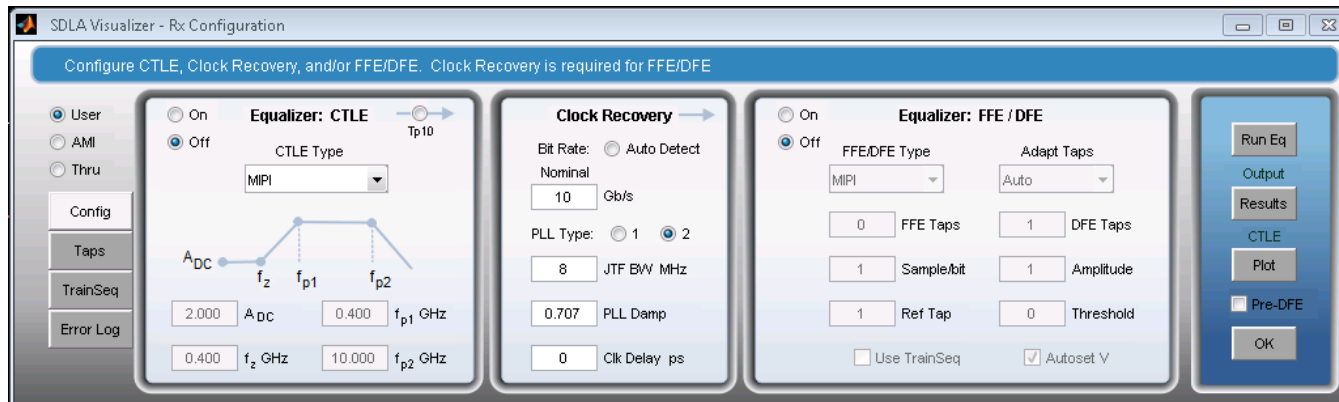 SDLA Visualizer - Rx Configuration
Configure CTLE, Clock Recovery, and/or FFE/DFE. Clock Recovery is required for FFE/DFE
User
AMI
Thru
Config
Taps
TrainSeq
Error Log
On
Off
Equalizer: CTLE
Tp10
CTLE Type
MIPI
ADC
fz
fp1
fp2
2.000 ADC 0.400 fp1 GHz
0.400 fz GHz 10.000 fp2 GHz
Clock Recovery
Bit Rate: Auto Detect
Nominal
10 Gb/s
PLL Type: 1 2
8 JTF BW MHz
0.707 PLL Damp
0 Clk Delay ps
On
Off
Equalizer: FFE / DFE
FFE/DFE Type Adapt Taps
MIPI Auto
0 FFE Taps 1 DFE Taps
1 Sample/bit 1 Amplitude
1 Ref Tap 0 Threshold
Use TrainSeq Autoset V
Run Eq
Output
Results
CTLE
Plot
Pre-DFE
OK